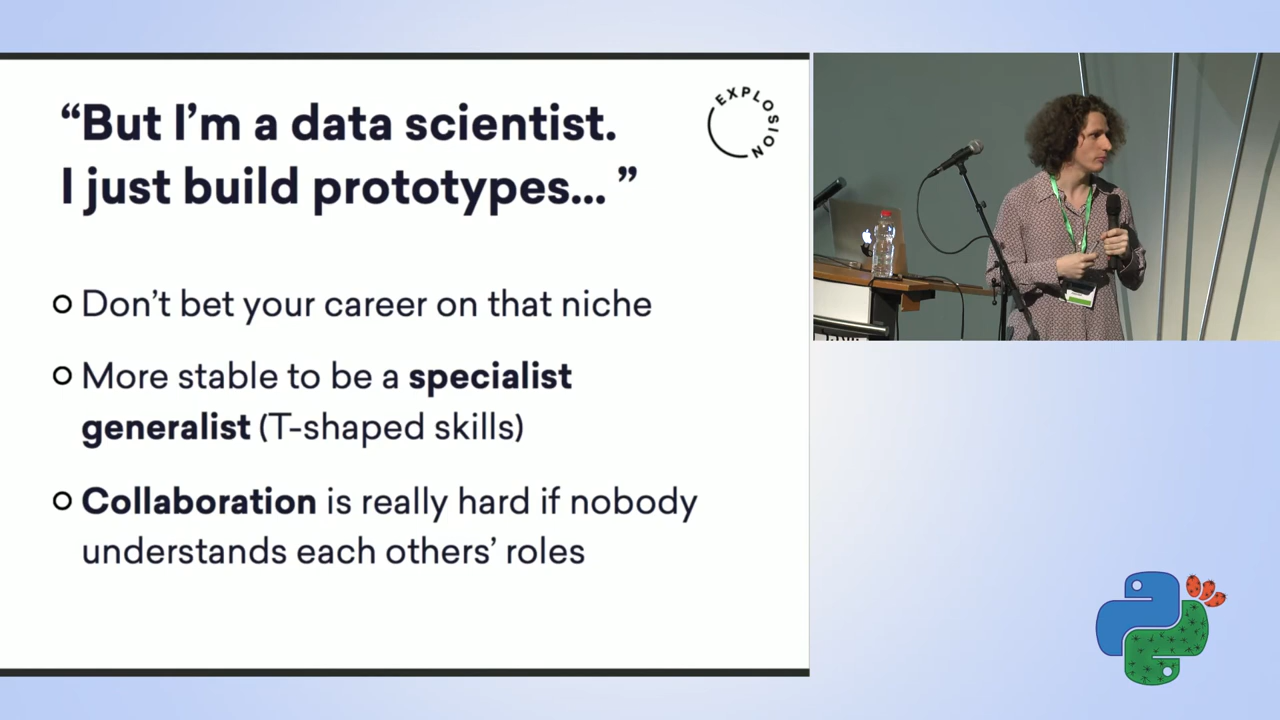 “But I’m a data scientist.
I just build prototypes... ”
EXPLOSION
Don’t bet your career on that niche
More stable to be a specialist
generalist (T-shaped skills)
Collaboration is really hard if nobody
understands each others’ roles